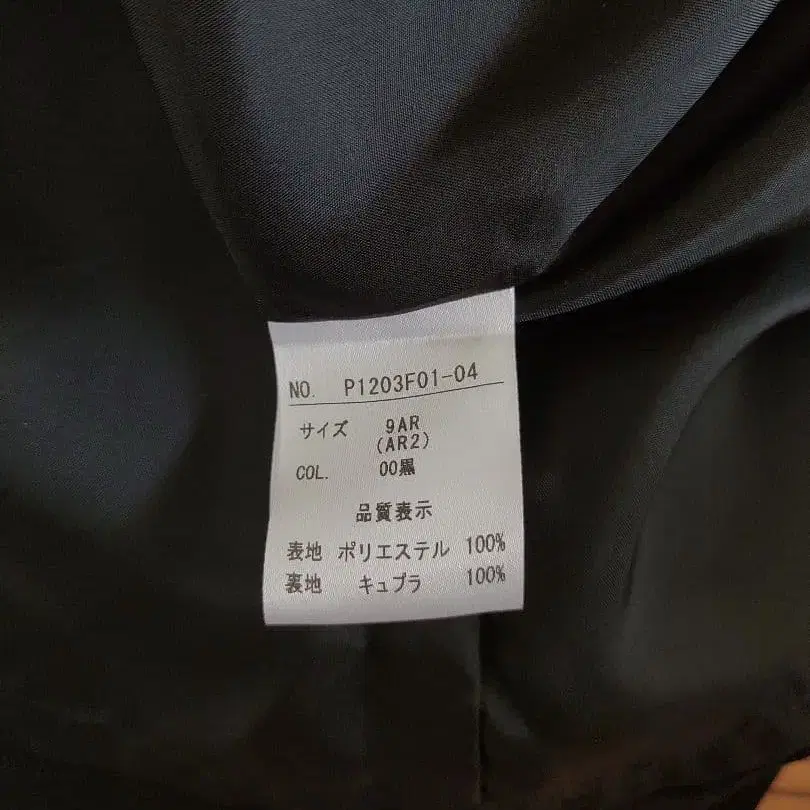 NO. P1203F01-04
サイズ 9AR
(AR2)
COL. 00黒
品質表示
表地 ポリエステル 100%
裏地 キュプラ 100%